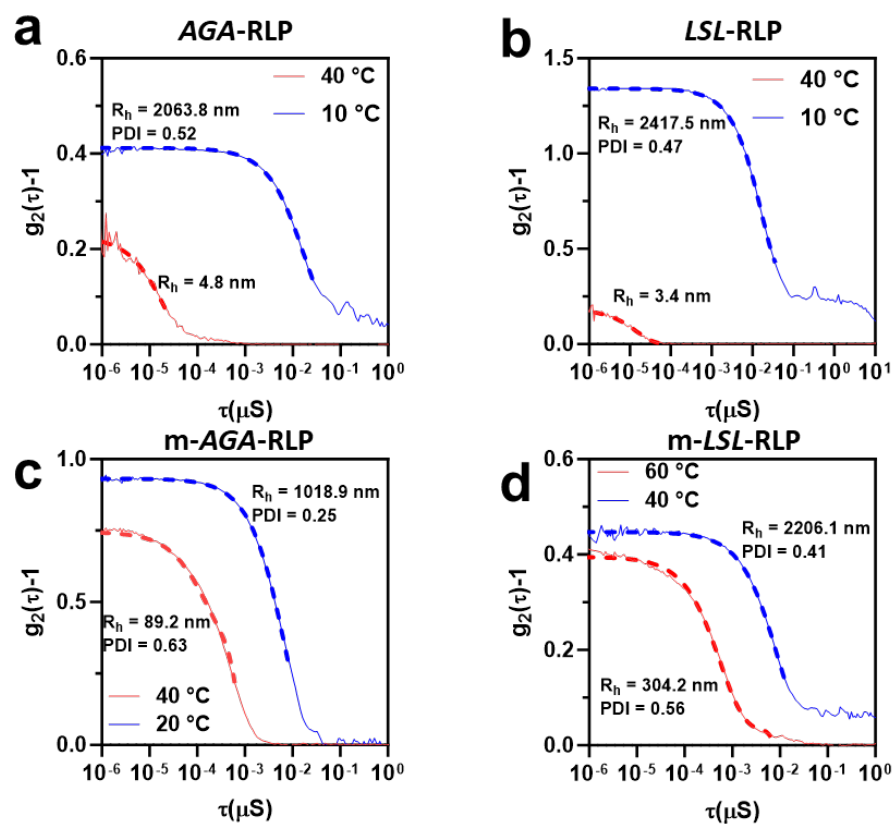 a
AGA-RLP
0.6
0.4
0.2
0.0
g₂(τ)-1
40 °C
10 °C
Rₕ = 2063.8 nm
PDI = 0.52
Rₕ = 4.8 nm
10⁻⁶ 10⁻⁵ 10⁻⁴ 10⁻³ 10⁻² 10⁻¹ 10⁰
τ(μS)
b
LSL-RLP
1.5
1.0
0.5
0.0
g₂(τ)-1
40 °C
10 °C
Rₕ = 2417.5 nm
PDI = 0.47
Rₕ = 3.4 nm
10⁻⁶ 10⁻⁵ 10⁻⁴ 10⁻³ 10⁻² 10⁻¹ 10⁰ 10¹
τ(μS)
c
m-AGA-RLP
1.0
0.5
0.0
g₂(τ)-1
Rₕ = 1018.9 nm
PDI = 0.25
Rₕ = 89.2 nm
PDI = 0.63
40 °C
20 °C
10⁻⁶ 10⁻⁵ 10⁻⁴ 10⁻³ 10⁻² 10⁻¹ 10⁰
τ(μS)
d
m-LSL-RLP
0.6
0.4
0.2
0.0
g₂(τ)-1
60 °C
40 °C
Rₕ = 2206.1 nm
PDI = 0.41
Rₕ = 304.2 nm
PDI = 0.56
10⁻⁶ 10⁻⁵ 10⁻⁴ 10⁻³ 10⁻² 10⁻¹ 10⁰
τ(μS)